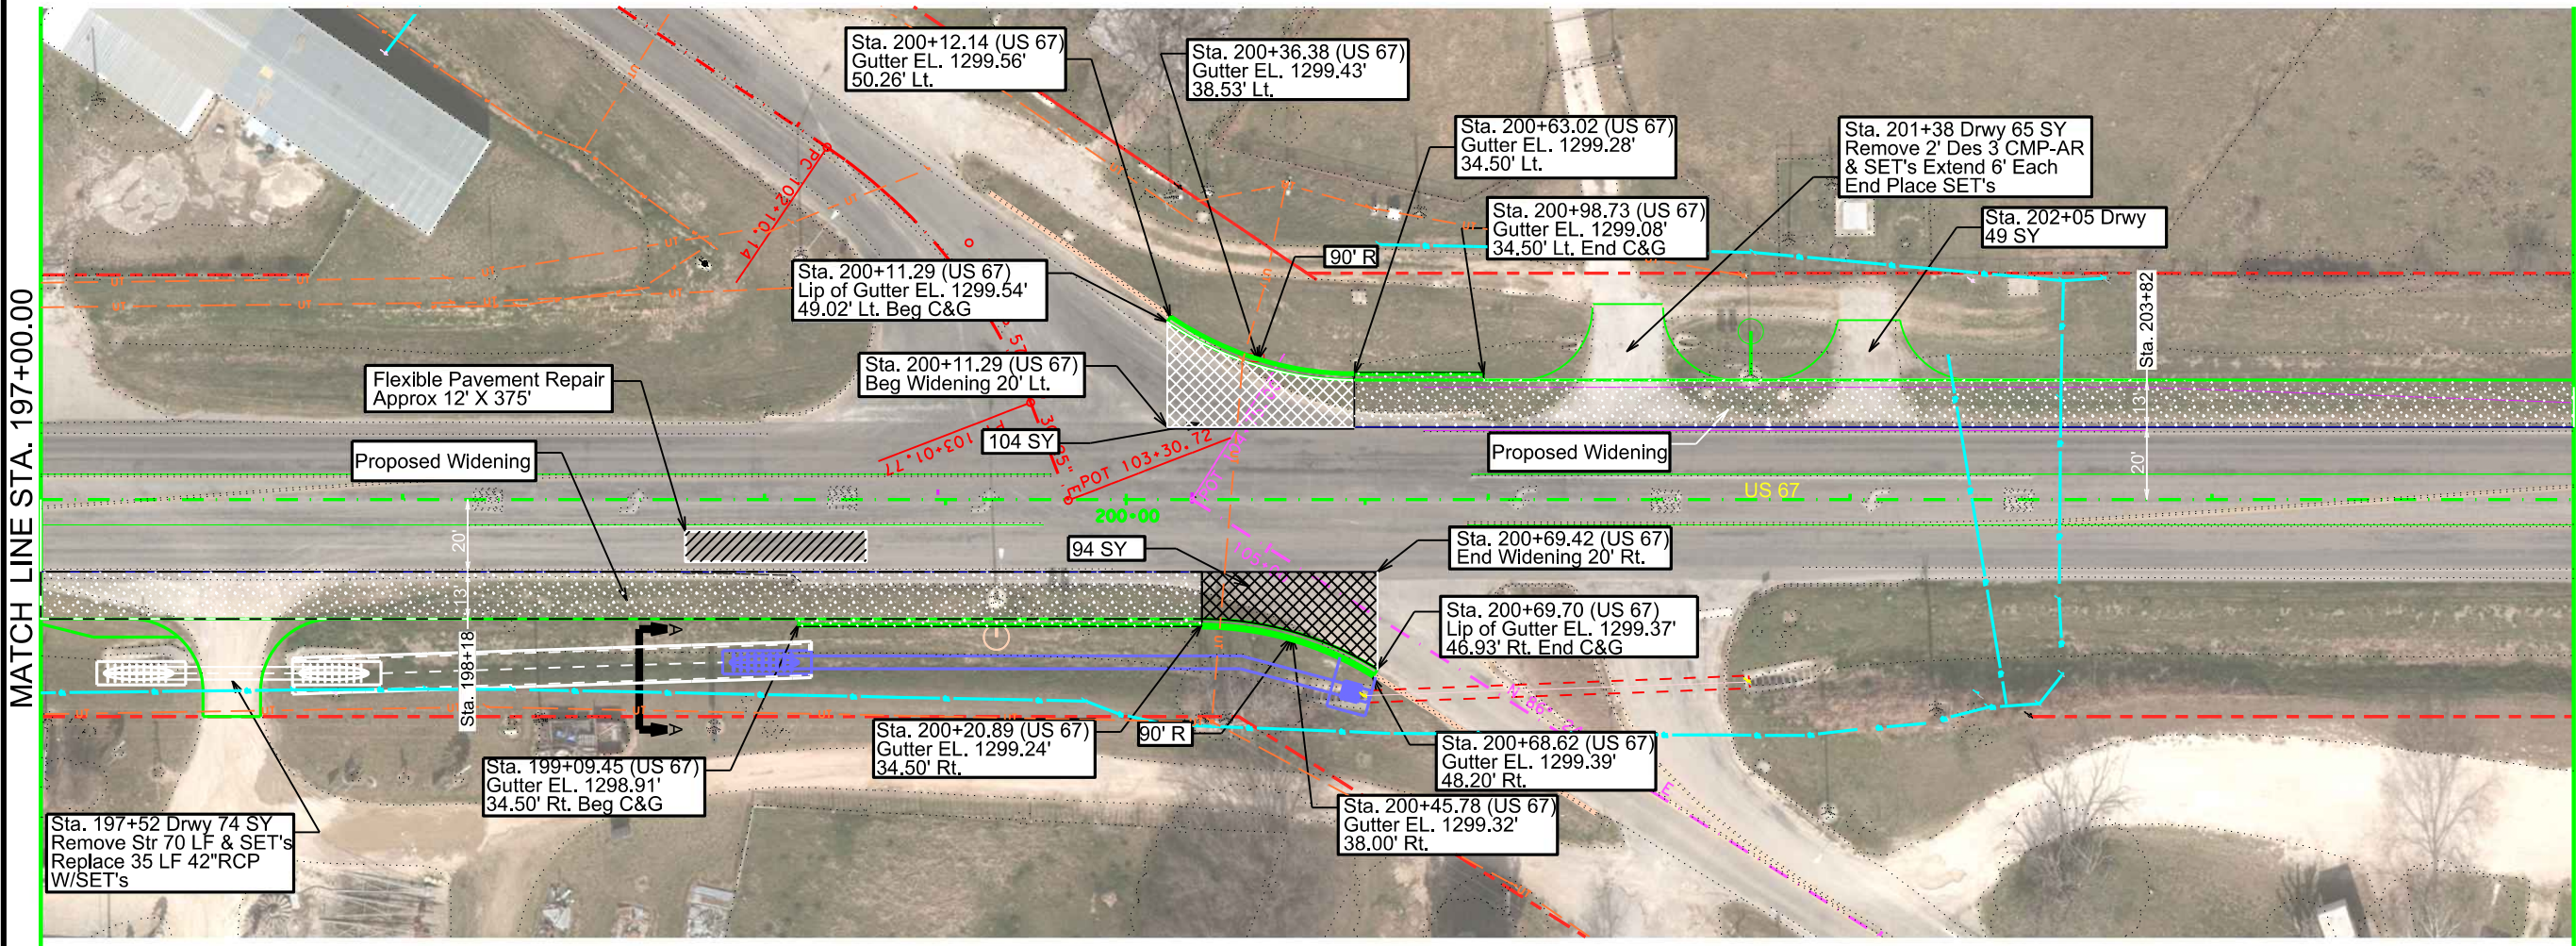 MATCH LINE STA. 197+00.00
Sta. 200+12.14 (US 67)
Gutter EL. 1299.56'
50.26' Lt.
Sta. 200+36.38 (US 67)
Gutter EL. 1299.43'
38.53' Lt.
Sta. 200+63.02 (US 67)
Gutter EL. 1299.28'
34.50' Lt.
Sta. 201+38 Drwy 65 SY
Remove 2' Des 3 CMP-AR
& SET's Extend 6' Each
End Place SET's
Sta. 200+98.73 (US 67)
Gutter EL. 1299.08'
34.50' Lt. End C&G
Sta. 202+05 Drwy
49 SY
PC 102+10.14
90' R
Sta. 200+11.29 (US 67)
Lip of Gutter EL. 1299.54'
49.02' Lt. Beg C&G
Sta. 200+11.29 (US 67)
Beg Widening 20' Lt.
Flexible Pavement Repair
Approx 12' X 375'
104 SY
103+01.77
POT 103+30.72
Proposed Widening
Proposed Widening
Sta. 203+82
13'
20'
US 67
200+00
20'
13'
Sta. 198+18
94 SY
Sta. 200+69.42 (US 67)
End Widening 20' Rt.
Sta. 200+69.70 (US 67)
Lip of Gutter EL. 1299.37'
46.93' Rt. End C&G
A
A
Sta. 200+20.89 (US 67)
Gutter EL. 1299.24'
34.50' Rt.
90' R
Sta. 200+68.62 (US 67)
Gutter EL. 1299.39'
48.20' Rt.
Sta. 199+09.45 (US 67)
Gutter EL. 1298.91'
34.50' Rt. Beg C&G
Sta. 200+45.78 (US 67)
Gutter EL. 1299.32'
38.00' Rt.
Sta. 197+52 Drwy 74 SY
Remove Str 70 LF & SET's
Replace 35 LF 42"RCP
W/SET's